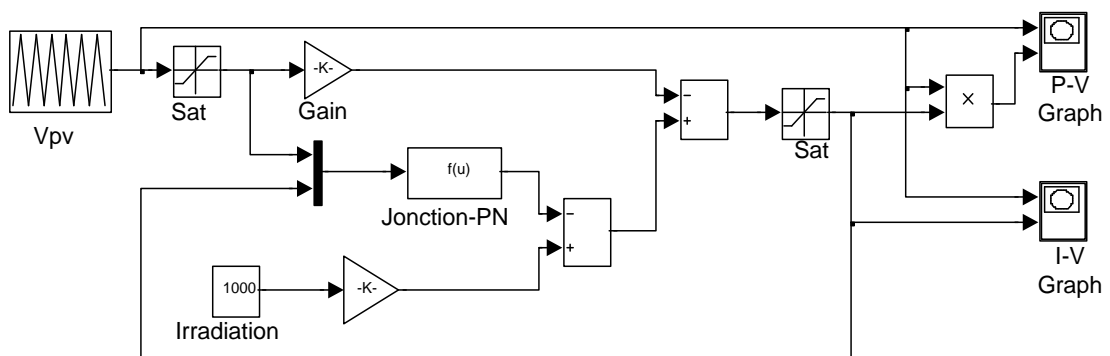 Vpv
Sat
-K-
Gain
f(u)
Jonction-PN
1000
Irradiation
-K-
−
+
−
+
Sat
×
P-V
Graph
I-V
Graph